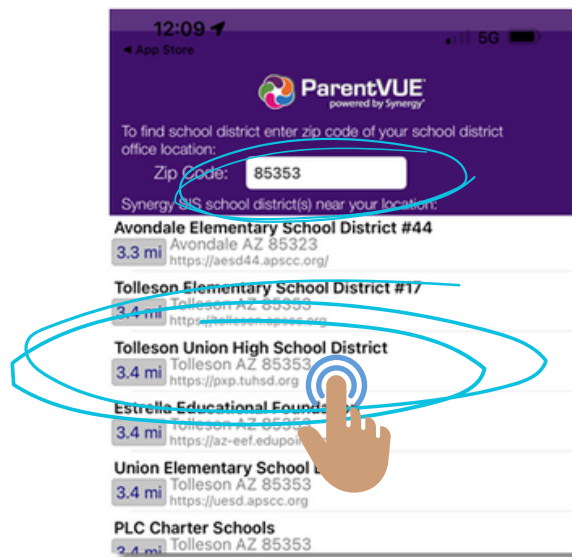 12:09
◀ App Store
5G
ParentVUE
powered by Synergy
To find school district enter zip code of your school district
office location:
Zip Code: 85353
Synergy SIS school district(s) near your location:
Avondale Elementary School District #44
3.3 mi Avondale AZ 85323
https://aesd44.apscc.org/
Tolleson Elementary School District #17
3.4 mi Tolleson AZ 85353
https://tolleson.apscc.org
Tolleson Union High School District
3.4 mi Tolleson AZ 85353
https://pxp.tuhsd.org
Estrella Educational Foundation
3.4 mi Tolleson AZ 85353
https://az-eef.edupoi
Union Elementary School
3.4 mi Tolleson AZ 85353
https://uesd.apscc.org
PLC Charter Schools
3.4 mi Tolleson AZ 85353